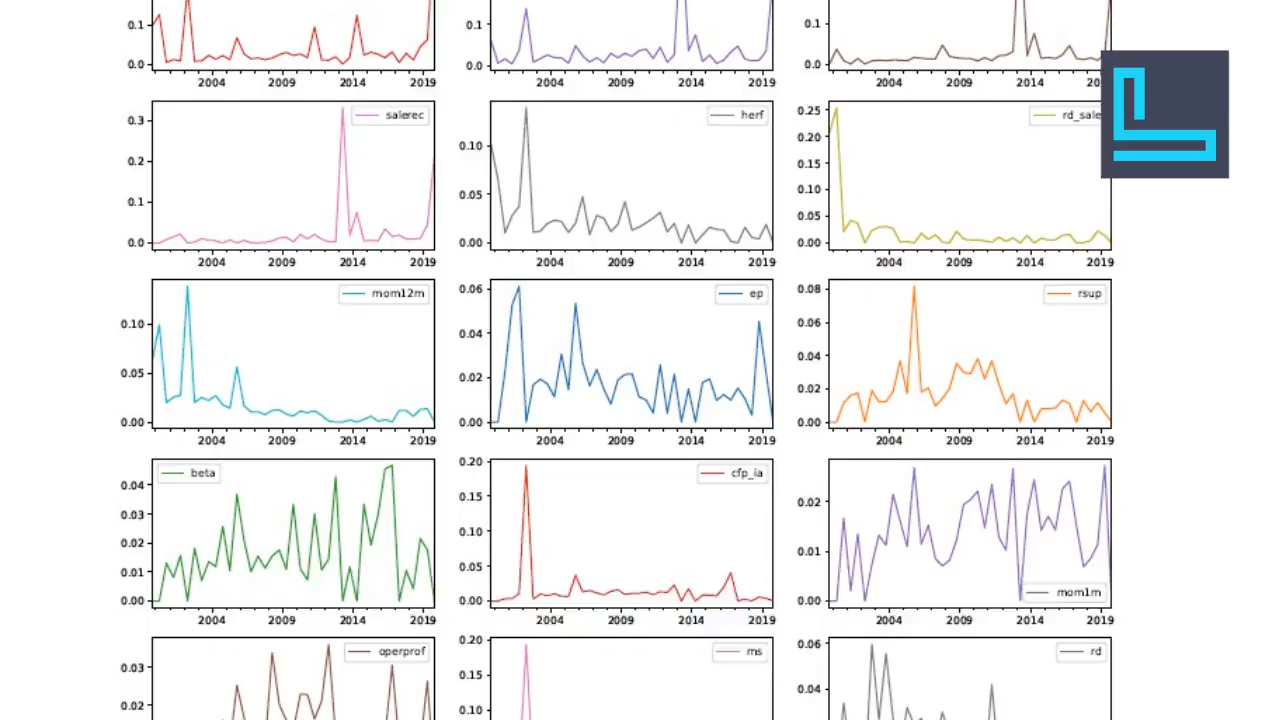 0.1 0.1 0.1
0.0 0.0 0.0
2004 2009 2014 2019 2004 2009 2014 2019 2004 2009 2014
salerec herf rd_sale
0.3 0.10 0.25
0.2 0.05 0.20
0.1 0.00 0.15
0.0 0.10
0.05
0.00
2004 2009 2014 2019 2004 2009 2014 2019 2004 2009 2014 2019
mom12m ep rsup
0.10 0.06 0.08
0.05 0.04 0.06
0.00 0.02 0.04
0.00 0.02
0.00
2004 2009 2014 2019 2004 2009 2014 2019 2004 2009 2014 2019
beta cfp_ia mom1m
0.04 0.20 0.02
0.03 0.15 0.01
0.02 0.10 0.00
0.01 0.05
0.00 0.00
2004 2009 2014 2019 2004 2009 2014 2019 2004 2009 2014 2019
operprof ms rd
0.03 0.20 0.06
0.02 0.15 0.04
0.10